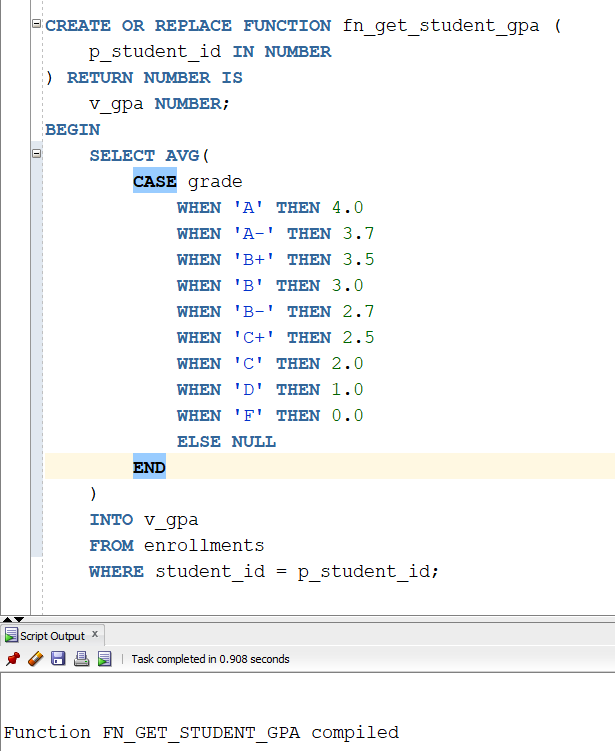 CREATE OR REPLACE FUNCTION fn_get_student_gpa (
    p_student_id IN NUMBER
) RETURN NUMBER IS
    v_gpa NUMBER;
BEGIN
    SELECT AVG(
        CASE grade
            WHEN 'A' THEN 4.0
            WHEN 'A-' THEN 3.7
            WHEN 'B+' THEN 3.5
            WHEN 'B' THEN 3.0
            WHEN 'B-' THEN 2.7
            WHEN 'C+' THEN 2.5
            WHEN 'C' THEN 2.0
            WHEN 'D' THEN 1.0
            WHEN 'F' THEN 0.0
            ELSE NULL
        END
    )
    INTO v_gpa
    FROM enrollments
    WHERE student_id = p_student_id;
Script Output x
Task completed in 0.908 seconds
Function FN_GET_STUDENT_GPA compiled